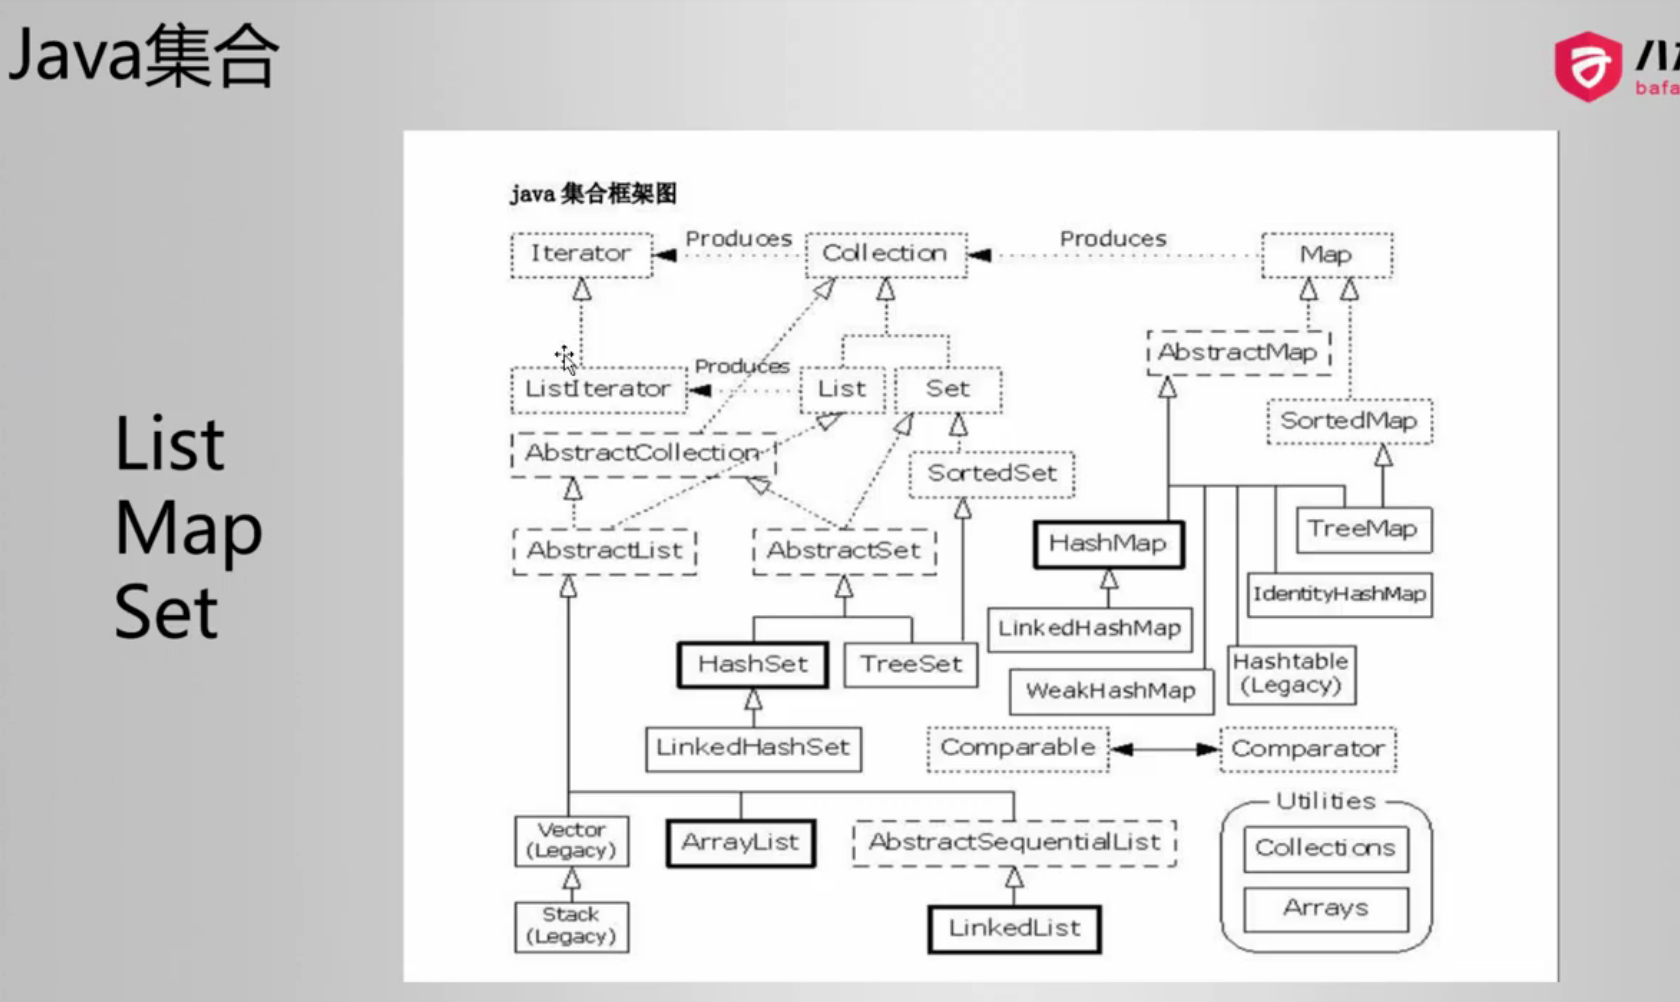 Java集合
bafa
List
Map
Set
java 集合框架图
Iterator
Produces
Collection
Produces
Map
AbstractMap
ListIterator
Produces
List
Set
SortedMap
AbstractCollection
SortedSet
AbstractList
AbstractSet
HashMap
TreeMap
IdentityHashMap
LinkedHashMap
HashSet
TreeSet
Hashtable
(Legacy)
WeakHashMap
LinkedHashSet
Comparable
Comparator
Utilities
Collections
Arrays
Vector
(Legacy)
ArrayList
AbstractSequentialList
Stack
(Legacy)
LinkedList